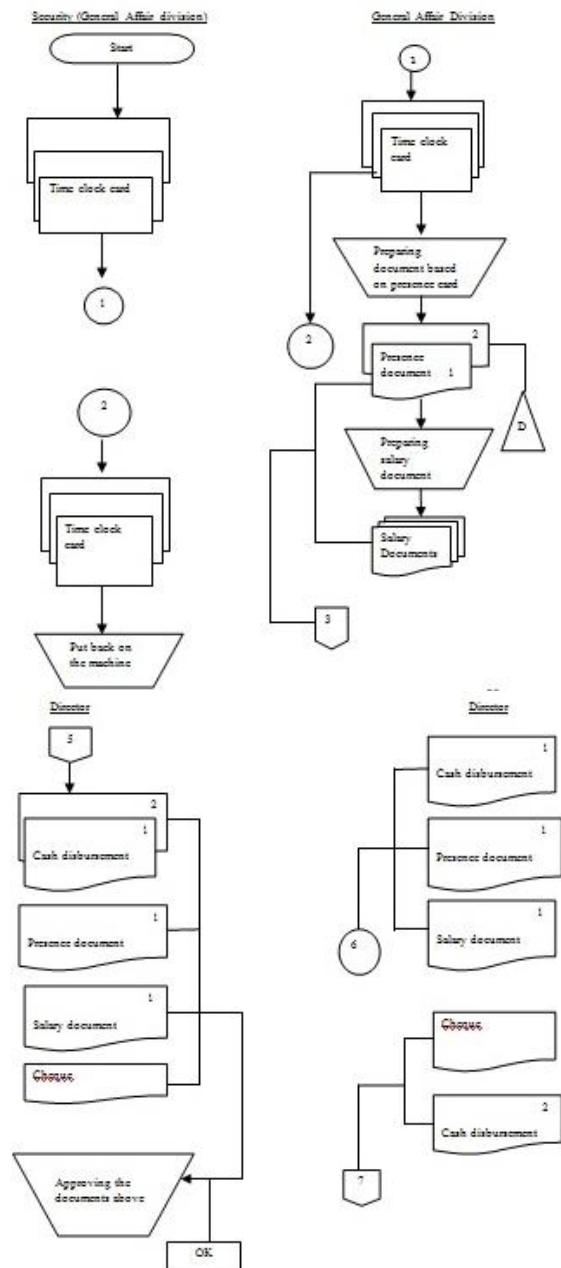 Security (General Affair division)
Start
Time clock card
1
2
Time clock
card
Put back on
the machine
General Affair Division
1
Time clock
card
Preparing
document based
on presence card
2
2
Presence
document 1
D
Preparing
salary
document
Salary
Documents
3
Director
5
2
1
Cash disbursement
1
Presence document
1
Salary document
Approving the
documents above
OK
Director
1
Cash disbursement
1
Presence document
1
Salary document
6
2
Cash disbursement
7